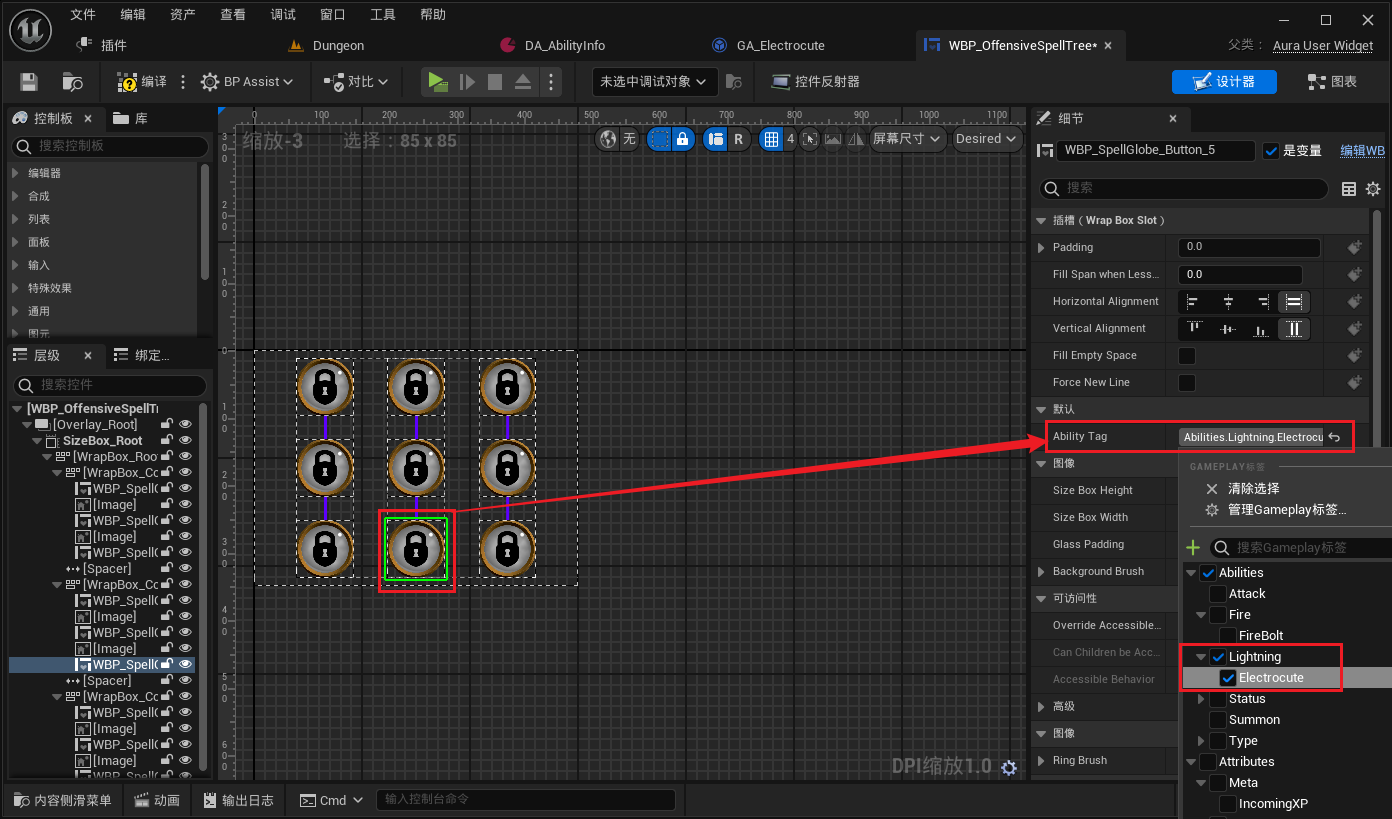 文件 编辑 资产 查看 调试 窗口 工具 帮助
插件 Dungeon DA_AbilityInfo GA_Electrocute WBP_OffensiveSpellTree* 父类： Aura User Widget
编译 BP Assist 对比 未选中调试对象 控件反射器 设计器 图表
控制板 库
搜索控制板
编辑器
合成
列表
面板
输入
特殊效果
通用
图元
层级 绑定...
搜索控件
[WBP_OffensiveSpellTr
[Overlay_Root]
SizeBox_Root
[WrapBox_Roo
[WrapBox_Co
WBP_SpellG
[Image]
WBP_SpellG
[Image]
WBP_SpellG
[Spacer]
[WrapBox_Co
WBP_SpellG
[Image]
WBP_SpellG
[Image]
WBP_SpellG
[Spacer]
[WrapBox_Co
WBP_SpellG
[Image]
WBP_SpellG
[Image]
WBP_SpellG
0 100 200 300 400 500 600 700 800 900 1000 1100
缩放-3 选择：85 x 85 无 R 4 屏幕尺寸 Desired
300
200
100
0
100
200
300
400
500
600
DPI缩放1.0
细节
WBP_SpellGlobe_Button_5 是变量 编辑WB
搜索
插槽（Wrap Box Slot）
Padding 0.0
Fill Span when Less... 0.0
Horizontal Alignment
Vertical Alignment
Fill Empty Space
Force New Line
默认
Ability Tag Abilities.Lightning.Electrocu
图像
Size Box Height
Size Box Width
Glass Padding
Background Brush
可访问性
Override Accessible...
Can Children be Acc...
Accessible Behavior
高级
图像
Ring Brush
GAMEPLAY标签
清除选择
管理Gameplay标签...
搜索Gameplay标签
Abilities
Attack
Fire
FireBolt
Lightning
Electrocute
Status
Summon
Type
Attributes
Meta
IncomingXP
内容侧滑菜单 动画 输出日志 Cmd 输入控制台命令